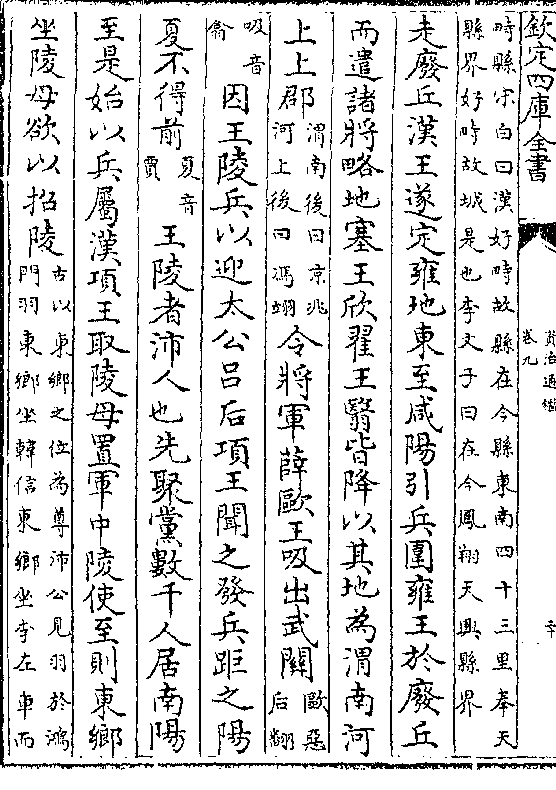 欽定四庫全書
資治通鑑
卷九
時縣宋白曰漢好畤故縣在今縣東南四十三里奉天
縣界好畤故城是也李文子曰在今鳳翔天興縣界
走廢丘漢王遂定雍地東至咸陽引兵圍雍王於廢丘
而遣諸將略地塞王欣翟王翳皆降以其地為渭南河
上上郡渭南後曰京兆河上後曰馮翊令將軍薛歐王吸出武關歐惡后翻
吸音翕因王陵兵以迎太公呂后項王聞之發兵距之陽
夏不得前夏音賈王陵者沛人也先聚黨數千人居南陽
至是始以兵屬漢項王取陵母置軍中陵使至則東鄉
坐陵母欲以招陵古以東鄉之位為尊沛公見羽於鴻
門羽東鄉坐韓信東鄉坐李左車而